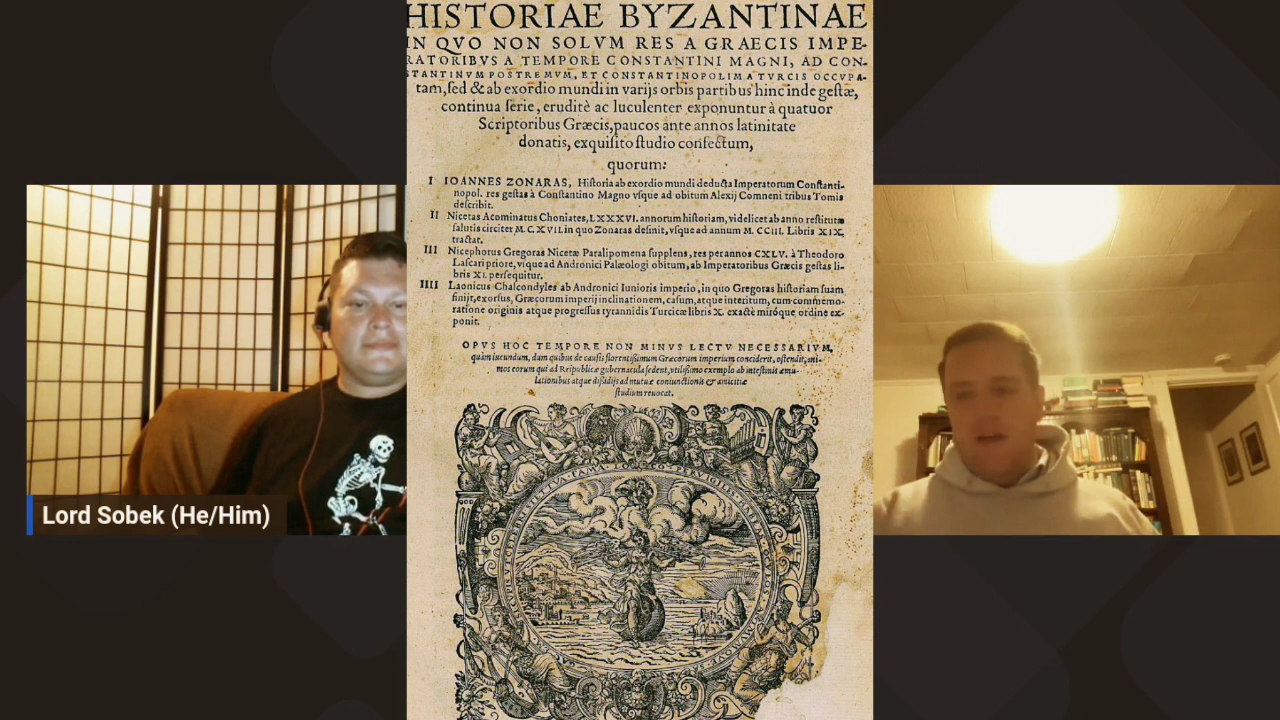 HISTORIAE BYZANTINAE
IN QVO NON SOLVM RES A GRAECIS IMPE-
RATORIBVS A TEMPORE CONSTANTINI MAGNI, AD CON-
STANTINVM POSTREMVM, ET CONSTANTINOPOLIM A TVRCIS OCCVPA-
tam, ſed & ab exordio mundi in varijs orbis partibus hinc inde geſtæ,
continua ſerie, eruditè ac luculenter exponuntur à quatuor
Scriptoribus Græcis, paucos ante annos latinitate
donatis, exquiſito ſtudio conſectum,
quorum:
I IOANNES ZONARAS, Hiſtoria ab exordio mundi deducta Imperatorum Conſtanti-
nopol. res geſtas à Conſtantino Magno vſque ad obitum Alexij Comneni tribus Tomis
deſcribit.
II Nicetas Acominatus Choniates, LXXXVI. annorum hiſtoriam, videlicet ab anno reſtitutæ
ſalutis circiter M.C.XVII. in quo Zonaras deſinit, vſque ad annum M.CCIII. Libris XIX.
tractat.
III Nicephorus Gregoras Nicetæ Paralipomena ſupplens, res per annos CXLV. à Theodoro
Laſcari priore, vſque ad Andronici Palæologi obitum, ab Imperatoribus Græcis geſtas li-
bris XI. perſequitur.
IIII Laonicus Chalcondyles ab Andronici Iunioris imperio, in quo Gregoras hiſtoriam ſuam
finijt, exorſus, Græcorum imperij inclinationem, caſum, atque interitum, cum commemo-
ratione originis atque progreſſus tyrannidis Turcicæ libris X. exactè miróque ordine ex-
ponit.
OPVS HOC TEMPORE NON MINVS LECTV NECESSARIVM,
quàm iucundum, dum quibus de cauſis florentiſſimum Græcorum imperium conciderit, oſtendit, ani-
mos eorum qui ad Reipublicæ gubernacula ſedent, vtiliſſimo exemplo ab inteſtinis æmu-
lationibus atque diſſidijs ad mutuæ coniunctionis & amicitiæ
ſtudium reuocat.
Lord Sobek (He/Him)